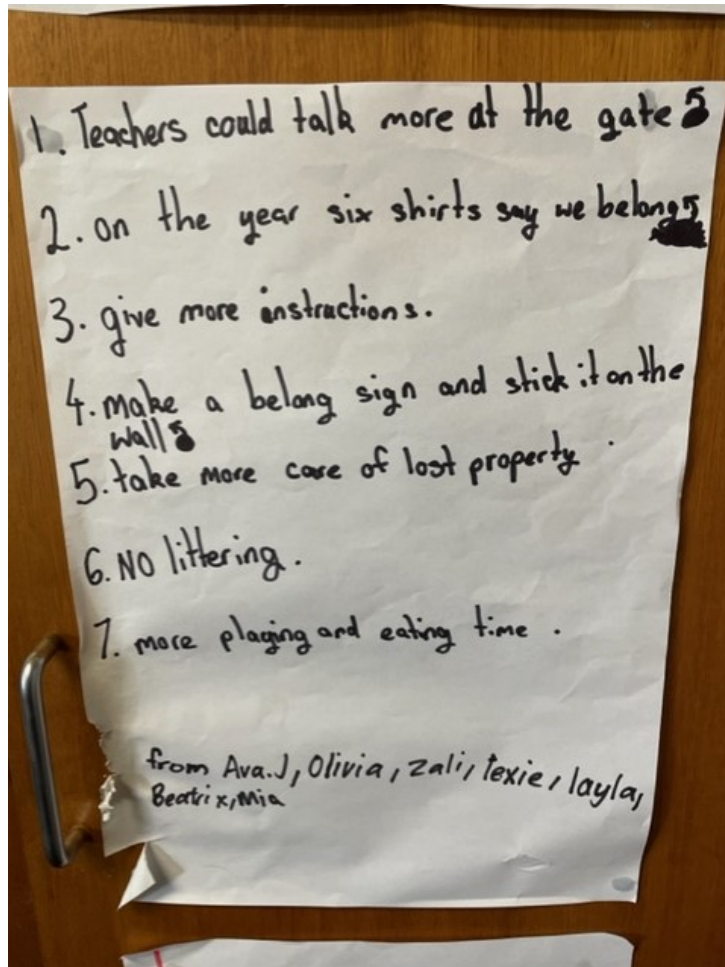 1. Teachers could talk more at the gate
2. on the year six shirts say we belong
3. give more instructions.
4. make a belong sign and stick it on the
wall
5. take more care of lost property.
6. NO littering.
7. more playing and eating time.
from Ava.J, Olivia, Zali, texie, layla,
Beatrix, Mia